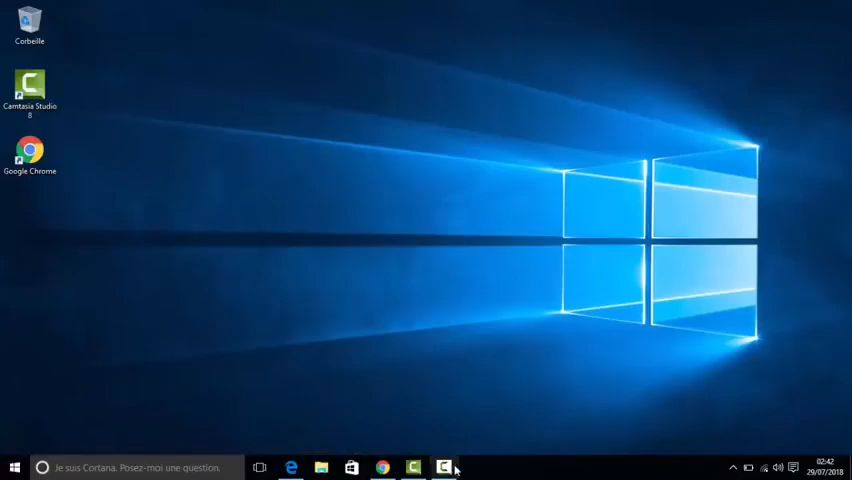 Corbeille
Camtasia Studio
8
Google Chrome
Je suis Cortana. Posez-moi une question.
02:42
29/07/2018